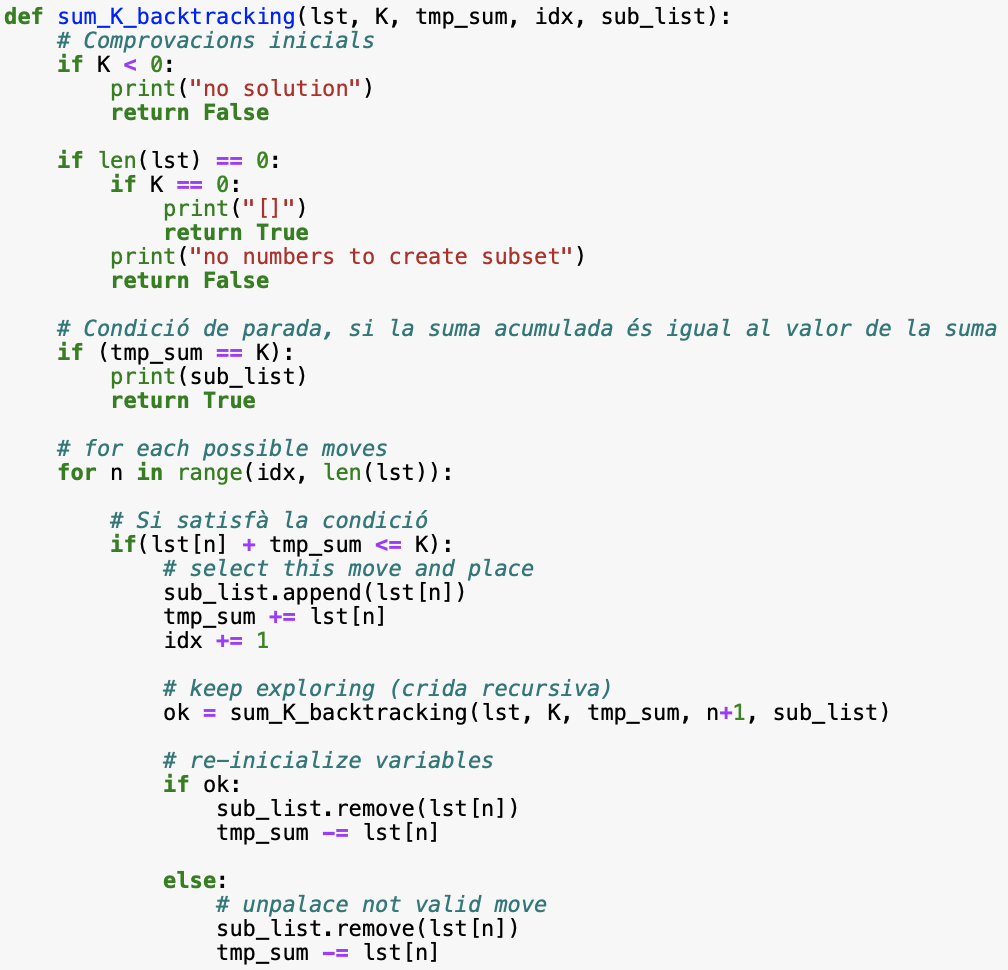 def sum_K_backtracking(lst, K, tmp_sum, idx, sub_list):
    # Comprovacions inicials
    if K < 0:
        print("no solution")
        return False

    if len(lst) == 0:
        if K == 0:
            print("[]")
            return True
        print("no numbers to create subset")
        return False

    # Condició de parada, si la suma acumulada és igual al valor de la suma
    if (tmp_sum == K):
        print(sub_list)
        return True

    # for each possible moves
    for n in range(idx, len(lst)):

        # Si satisfà la condició
        if(lst[n] + tmp_sum <= K):
            # select this move and place
            sub_list.append(lst[n])
            tmp_sum += lst[n]
            idx += 1

            # keep exploring (crida recursiva)
            ok = sum_K_backtracking(lst, K, tmp_sum, n+1, sub_list)

            # re-inicialize variables
            if ok:
                sub_list.remove(lst[n])
                tmp_sum -= lst[n]

            else:
                # unpalace not valid move
                sub_list.remove(lst[n])
                tmp_sum -= lst[n]